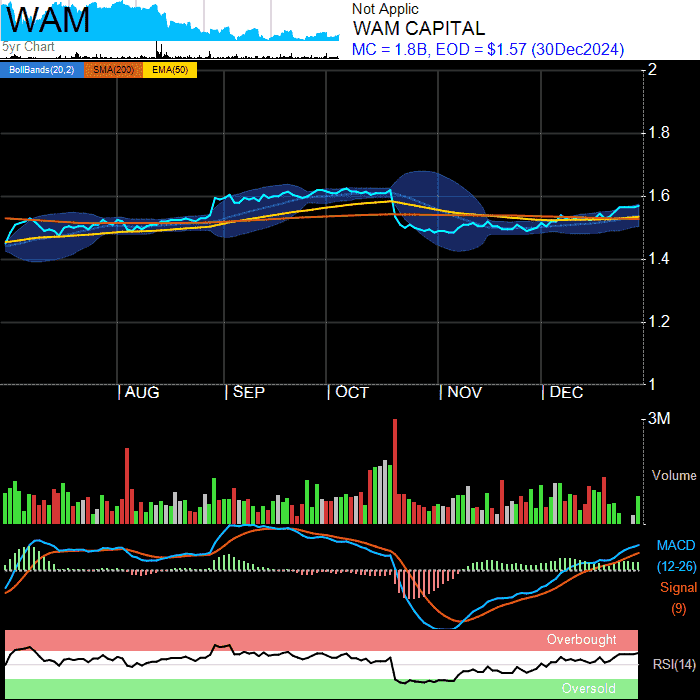 WAM
5yr Chart
Not Applic
WAM CAPITAL
MC = 1.8B, EOD = $1.57 (30Dec2024)
BollBands(20,2) SMA(200) EMA(50)
2
1.8
1.6
1.4
1.2
1
AUG SEP OCT NOV DEC
3M
Volume
MACD
(12-26)
Signal
(9)
Overbought
RSI(14)
Oversold